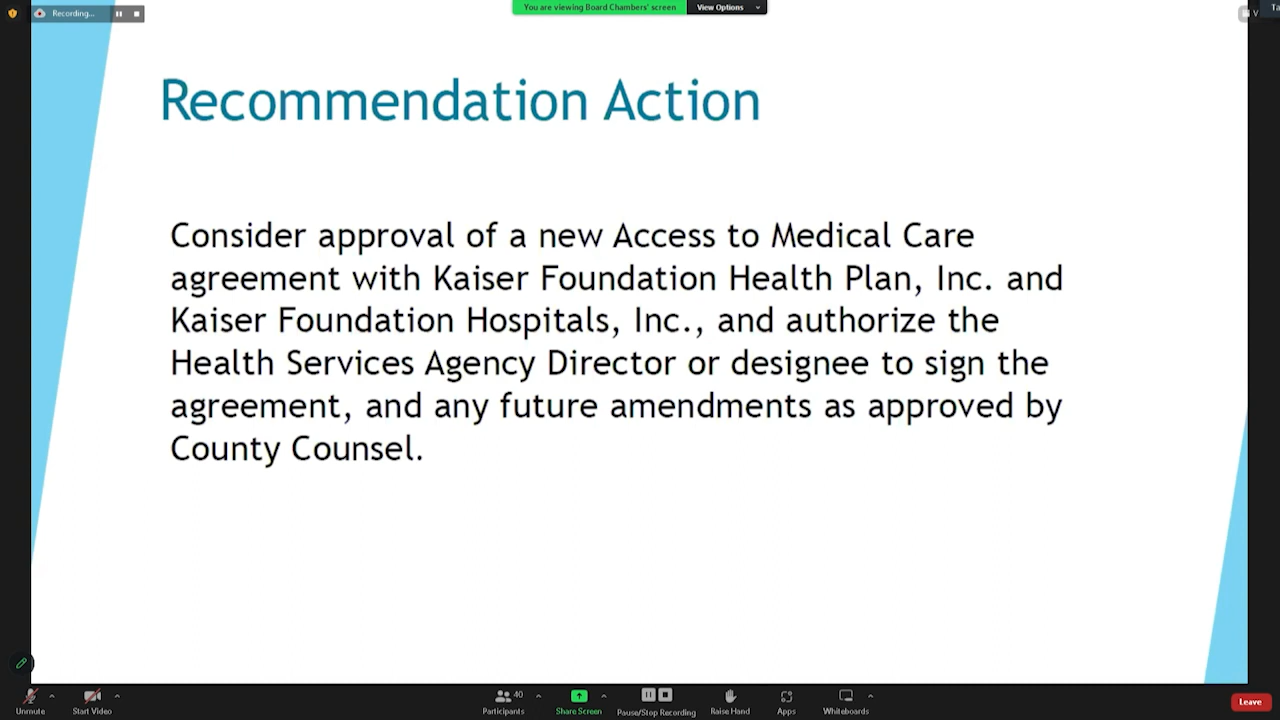 Recording...
You are viewing Board Chambers' screen
View Options
V
Ta
Recommendation Action
Consider approval of a new Access to Medical Care
agreement with Kaiser Foundation Health Plan, Inc. and
Kaiser Foundation Hospitals, Inc., and authorize the
Health Services Agency Director or designee to sign the
agreement, and any future amendments as approved by
County Counsel.
Unmute
Start Video
40
Participants
Share Screen
Pause/Stop Recording
Raise Hand
Apps
Whiteboards
Leave